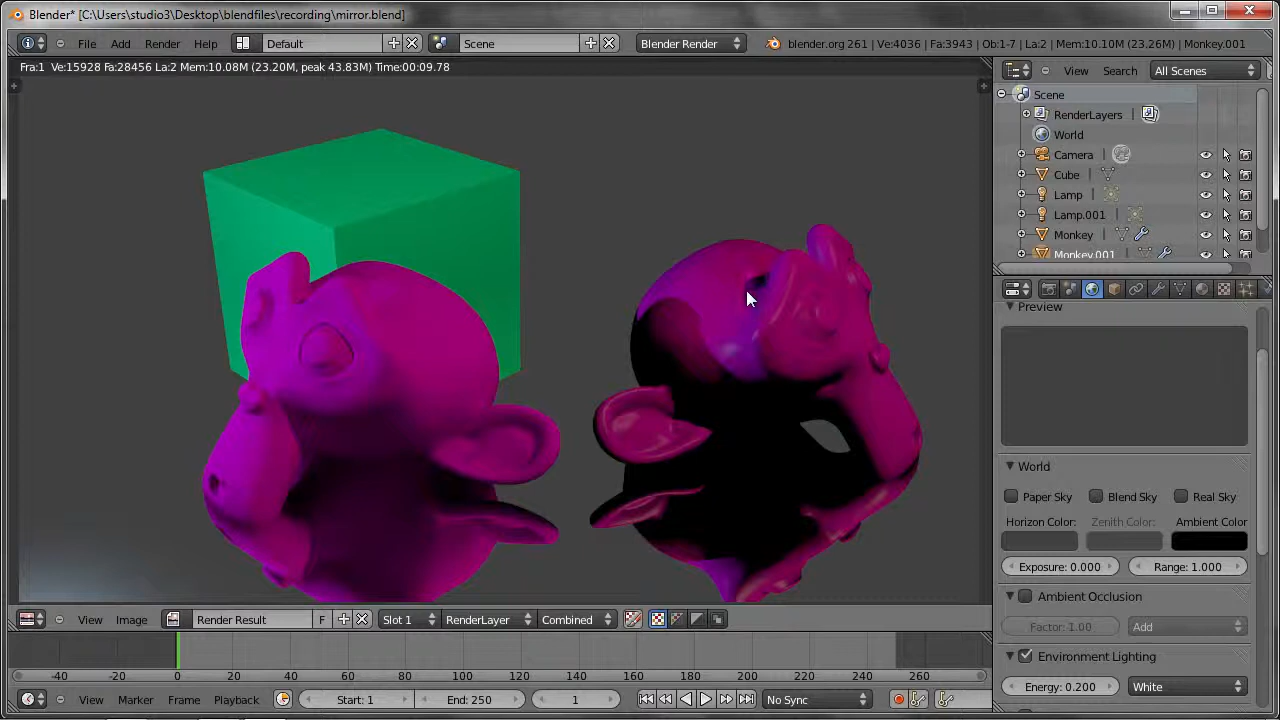 Blender* [C:\Users\studio3\Desktop\blendfiles\recording\mirror.blend]
File Add Render Help Default Scene Blender Render blender.org 261 | Ve:4036 | Fa:3943 | Ob:1-7 | La:2 | Mem:10.10M (23.26M) | Monkey.001
Fra:1 Ve:15928 Fa:28456 La:2 Mem:10.08M (23.20M, peak 43.83M) Time:00:09.78
View Search All Scenes
Scene
RenderLayers
World
Camera
Cube
Lamp
Lamp.001
Monkey
Monkey.001
Preview
World
Paper Sky Blend Sky Real Sky
Horizon Color: Zenith Color: Ambient Color
Exposure: 0.000 Range: 1.000
Ambient Occlusion
Factor: 1.00 Add
Environment Lighting
Energy: 0.200 White
View Image Render Result F Slot 1 RenderLayer Combined
-40 -20 0 20 40 60 80 100 120 140 160 180 200 220 240 260
View Marker Frame Playback Start: 1 End: 250 1 No Sync